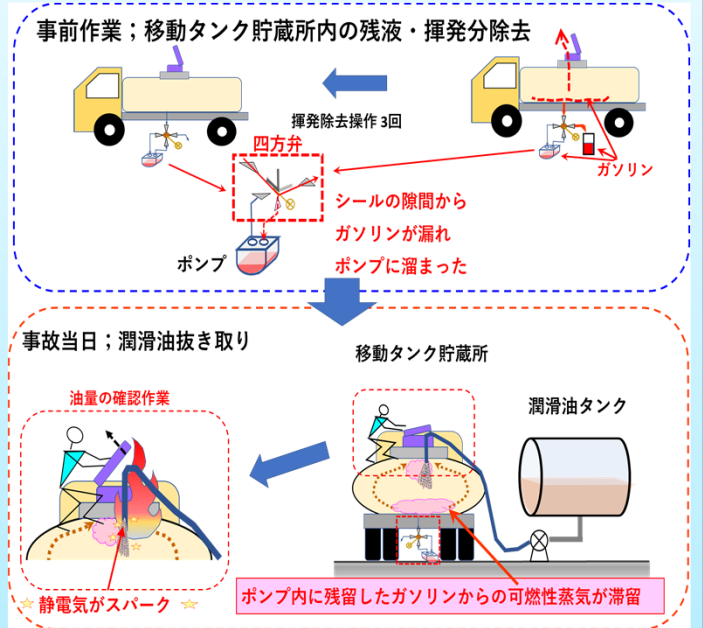 事前作業；移動タンク貯蔵所内の残液・揮発分除去
揮発除去操作 3回
四方弁
ガソリン
シールの隙間から
ガソリンが漏れ
ポンプに溜まった
ポンプ
事故当日；潤滑油抜き取り
移動タンク貯蔵所
油量の確認作業
潤滑油タンク
静電気がスパーク
ポンプ内に残留したガソリンからの可燃性蒸気が滞留